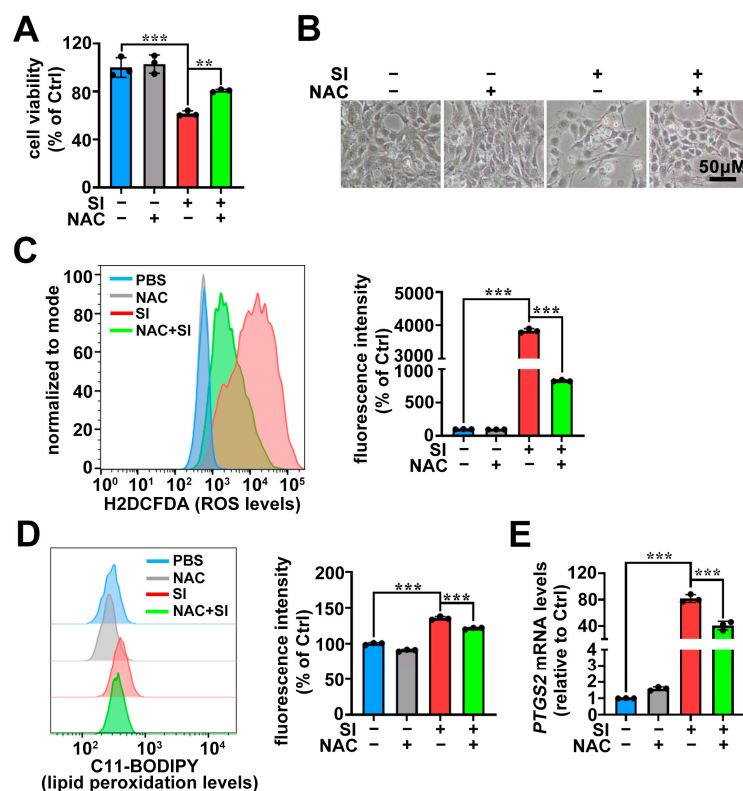 A
cell viability
(% of Ctrl)
120
80
40
0
***
**
SI – – + +
NAC – + – +
B
SI – – + +
NAC – + – +
50μM
C
normalized to mode
100
80
60
40
20
0
PBS
NAC
SI
NAC+SI
10⁰ 10¹ 10² 10³ 10⁴ 10⁵
H2DCFDA (ROS levels)
fluorescence intensity
(% of Ctrl)
5000
4000
3000
1000
500
0
***
***
SI – – + +
NAC – + – +
D
PBS
NAC
SI
NAC+SI
10² 10³ 10⁴
C11-BODIPY
(lipid peroxidation levels)
fluorescence intensity
(% of Ctrl)
200
150
100
50
0
***
***
SI – – + +
NAC – + – +
E
PTGS2 mRNA levels
(relative to Ctrl)
120
80
40
4
2
1
0
***
***
SI – – + +
NAC – + – +